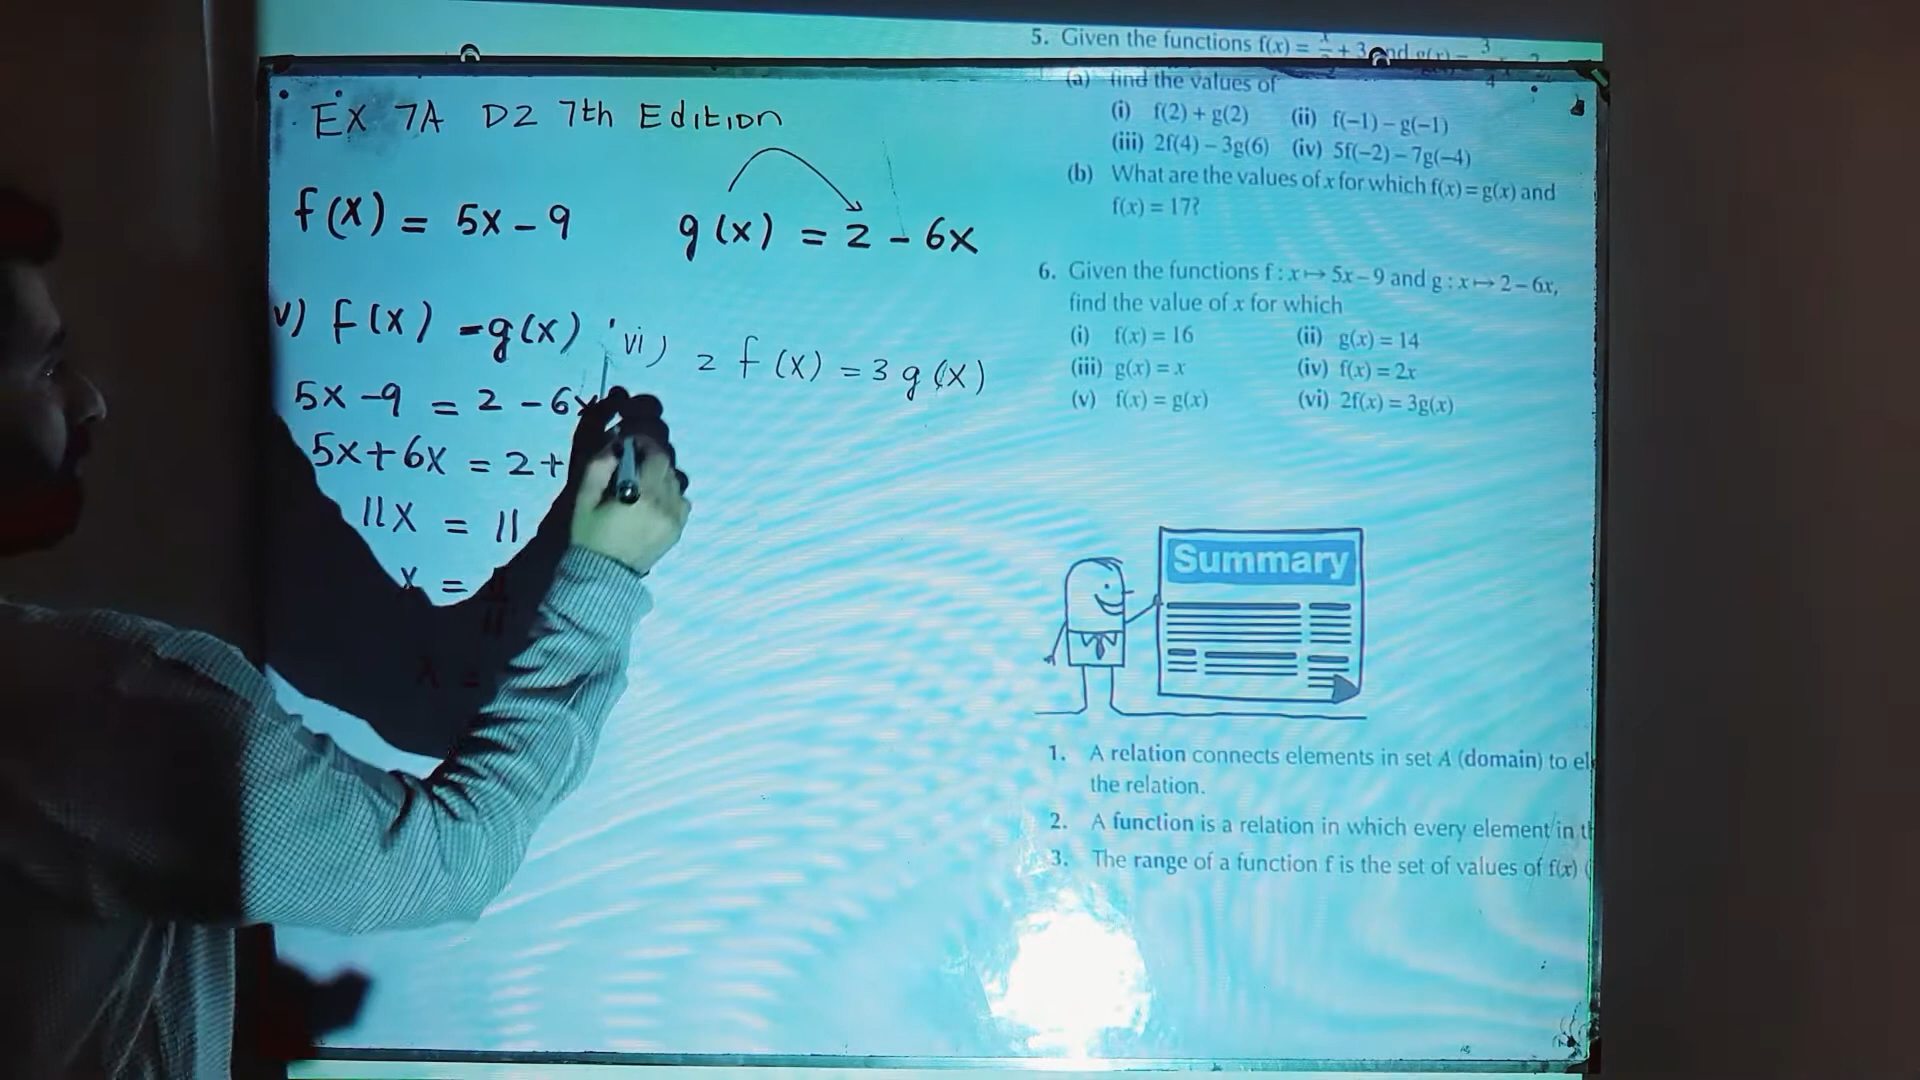 Ex 7A D2 7th Edition
f(x) = 5x - 9
g(x) = 2 - 6x
v) f(x) = g(x)
5x - 9 = 2 - 6x
5x + 6x = 2 +
11x = 11
x =
x =
vi) 2 f(x) = 3 g(x)
5. Given the functions f(x) = + 3 and g(x) =
(a) find the values of
(i) f(2) + g(2) (ii) f(−1) − g(−1)
(iii) 2f(4) − 3g(6) (iv) 5f(−2) − 7g(−4)
(b) What are the values of x for which f(x) = g(x) and
f(x) = 17?
6. Given the functions f : x ↦ 5x − 9 and g : x ↦ 2 − 6x,
find the value of x for which
(i) f(x) = 16 (ii) g(x) = 14
(iii) g(x) = x (iv) f(x) = 2x
(v) f(x) = g(x) (vi) 2f(x) = 3g(x)
Summary
1. A relation connects elements in set A (domain) to
the relation.
2. A function is a relation in which every element in
3. The range of a function f is the set of values of f(x)